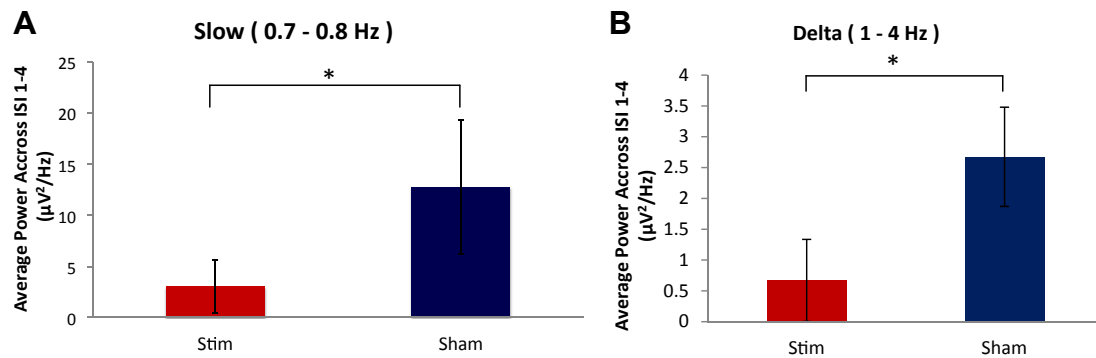 A
Slow ( 0.7 - 0.8 Hz )
Average Power Accross ISI 1-4
(µV²/Hz)
25
20
15
10
5
0
*
Stim
Sham
B
Delta ( 1 - 4 Hz )
Average Power Accross ISI 1-4
(µV²/Hz)
4
3.5
3
2.5
2
1.5
1
0.5
0
*
Stim
Sham